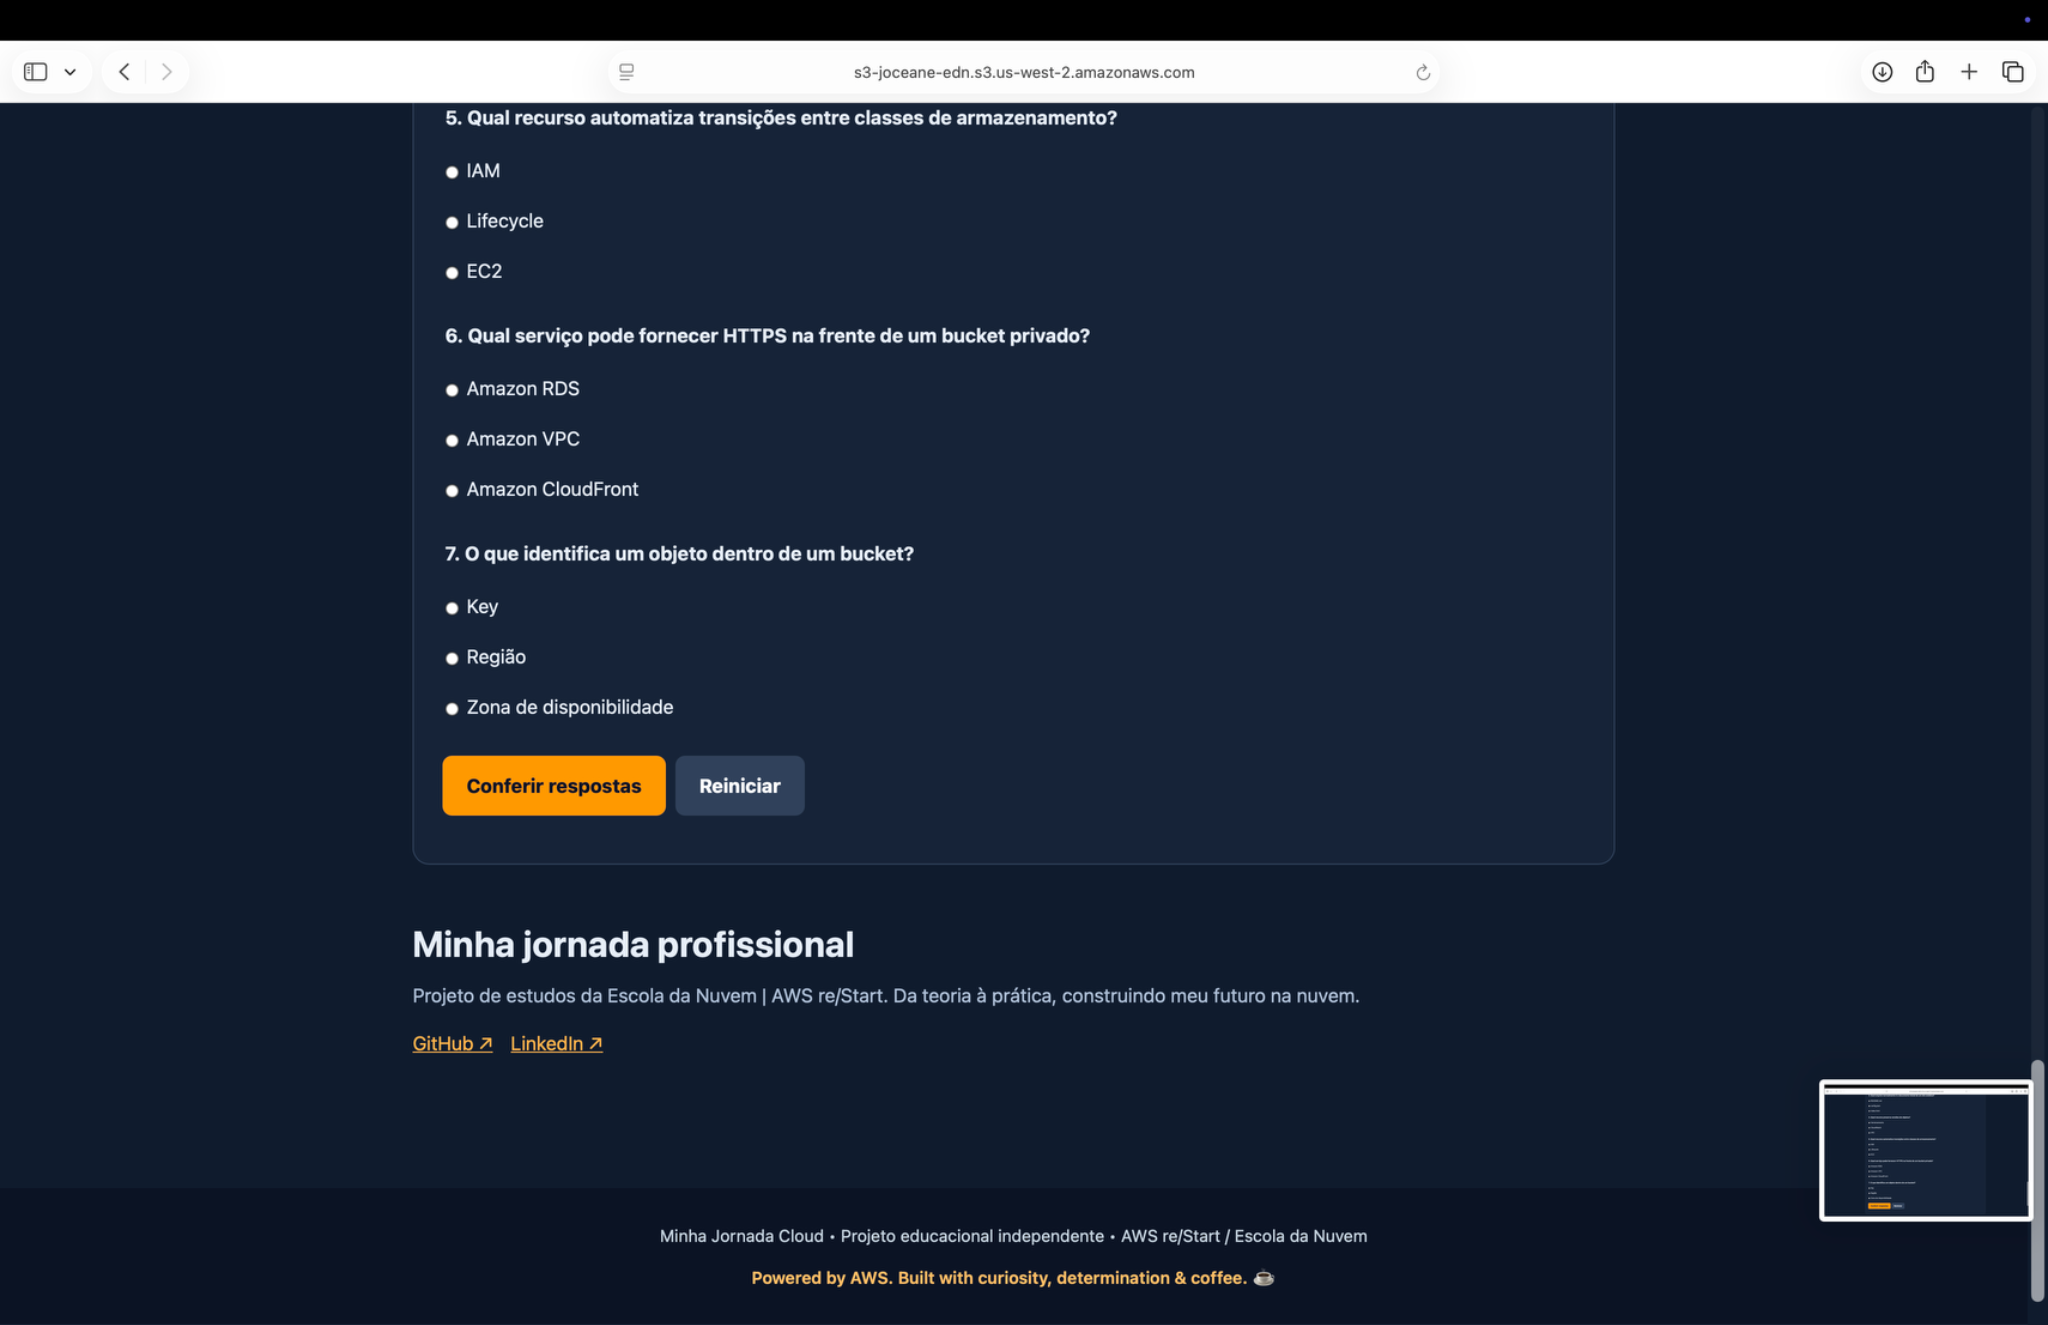 s3-joceane-edn.s3.us-west-2.amazonaws.com
5. Qual recurso automatiza transições entre classes de armazenamento?
IAM
Lifecycle
EC2
6. Qual serviço pode fornecer HTTPS na frente de um bucket privado?
Amazon RDS
Amazon VPC
Amazon CloudFront
7. O que identifica um objeto dentro de um bucket?
Key
Região
Zona de disponibilidade
Conferir respostas Reiniciar
Minha jornada profissional
Projeto de estudos da Escola da Nuvem | AWS re/Start. Da teoria à prática, construindo meu futuro na nuvem.
GitHub ↗ LinkedIn ↗
Minha Jornada Cloud • Projeto educacional independente • AWS re/Start / Escola da Nuvem
Powered by AWS. Built with curiosity, determination & coffee. ☕